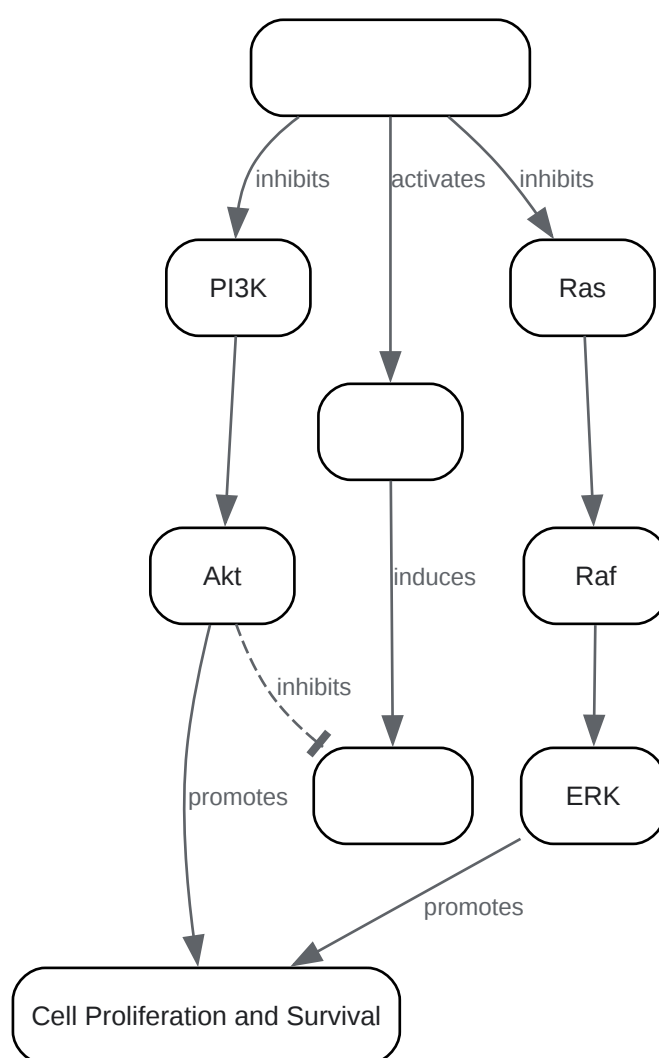 inhibits
activates
inhibits
PI3K
Ras
Akt
induces
Raf
inhibits
promotes
ERK
promotes
Cell Proliferation and Survival